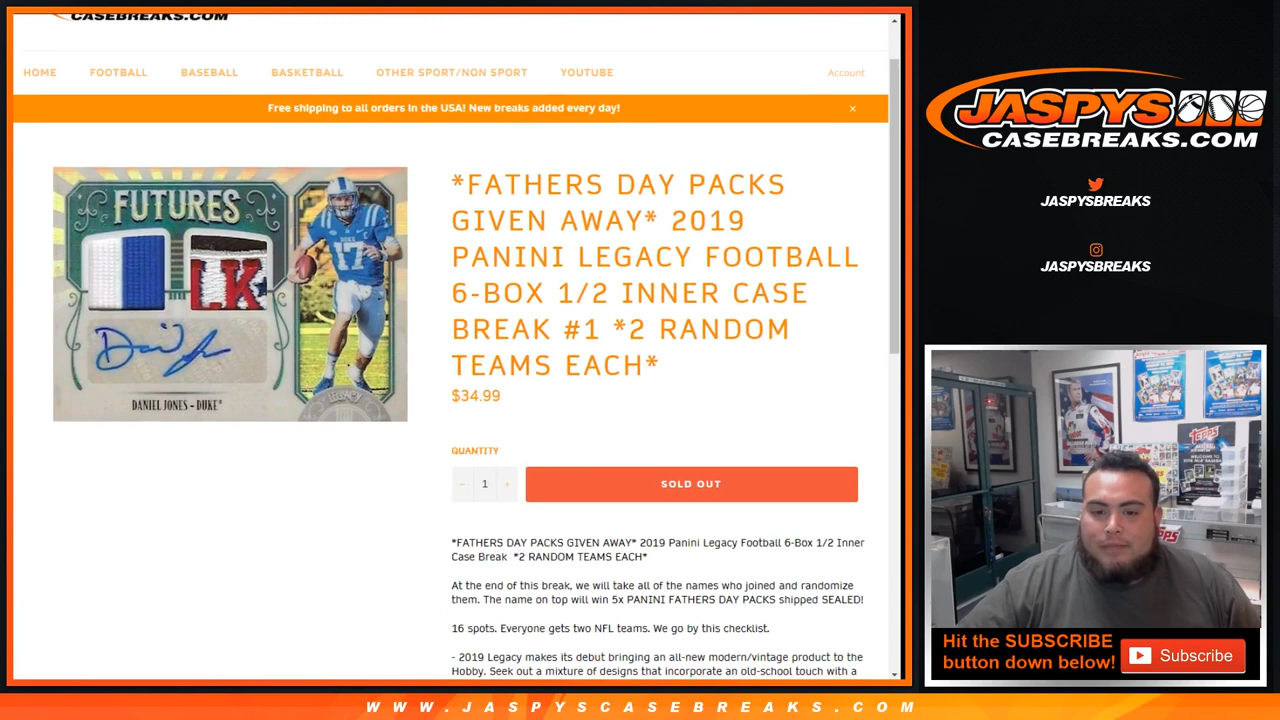 CASEBREAKS.COM
HOME FOOTBALL BASEBALL BASKETBALL OTHER SPORT/NON SPORT YOUTUBE Account
Free shipping to all orders in the USA! New breaks added every day! ×
FUTURES
17
DUKE
LK
DANIEL JONES - DUKE*
LEGACY
*FATHERS DAY PACKS
GIVEN AWAY* 2019
PANINI LEGACY FOOTBALL
6-BOX 1/2 INNER CASE
BREAK #1 *2 RANDOM
TEAMS EACH*
$34.99
QUANTITY
− 1 +
SOLD OUT
*FATHERS DAY PACKS GIVEN AWAY* 2019 Panini Legacy Football 6-Box 1/2 Inner
Case Break *2 RANDOM TEAMS EACH*
At the end of this break, we will take all of the names who joined and randomize
them. The name on top will win 5x PANINI FATHERS DAY PACKS shipped SEALED!
16 spots. Everyone gets two NFL teams. We go by this checklist.
- 2019 Legacy makes its debut bringing an all-new modern/vintage product to the
Hobby. Seek out a mixture of designs that incorporate an old-school touch with a
JASPYS
CASEBREAKS.COM
JASPYSBREAKS
JASPYSBREAKS
Topps
Hit the SUBSCRIBE
button down below!
Subscribe
WWW.JASPYSCASEBREAKS.COM